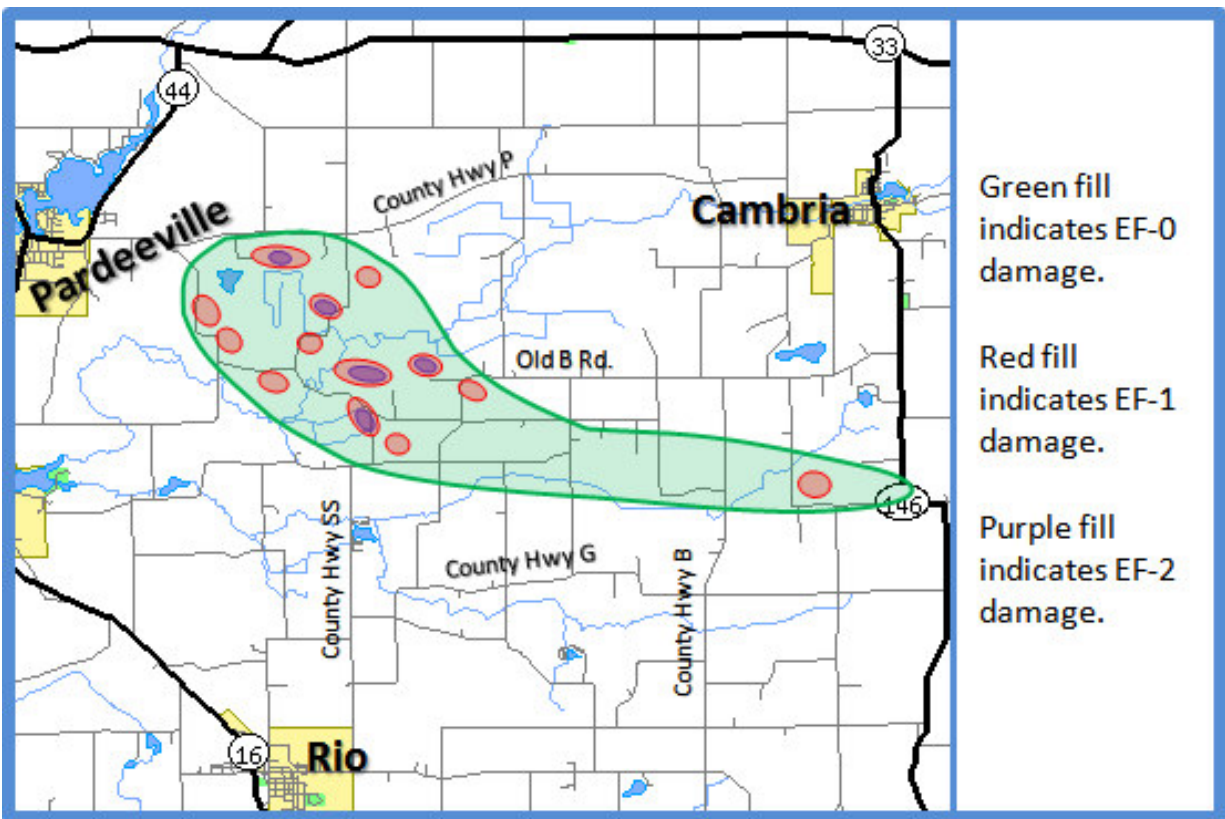 33
44
County Hwy P
Cambria
Pardeeville
Old B Rd.
146
County Hwy SS
County Hwy G
County Hwy B
16
Rio
Green fill
indicates EF-0
damage.
Red fill
indicates EF-1
damage.
Purple fill
indicates EF-2
damage.